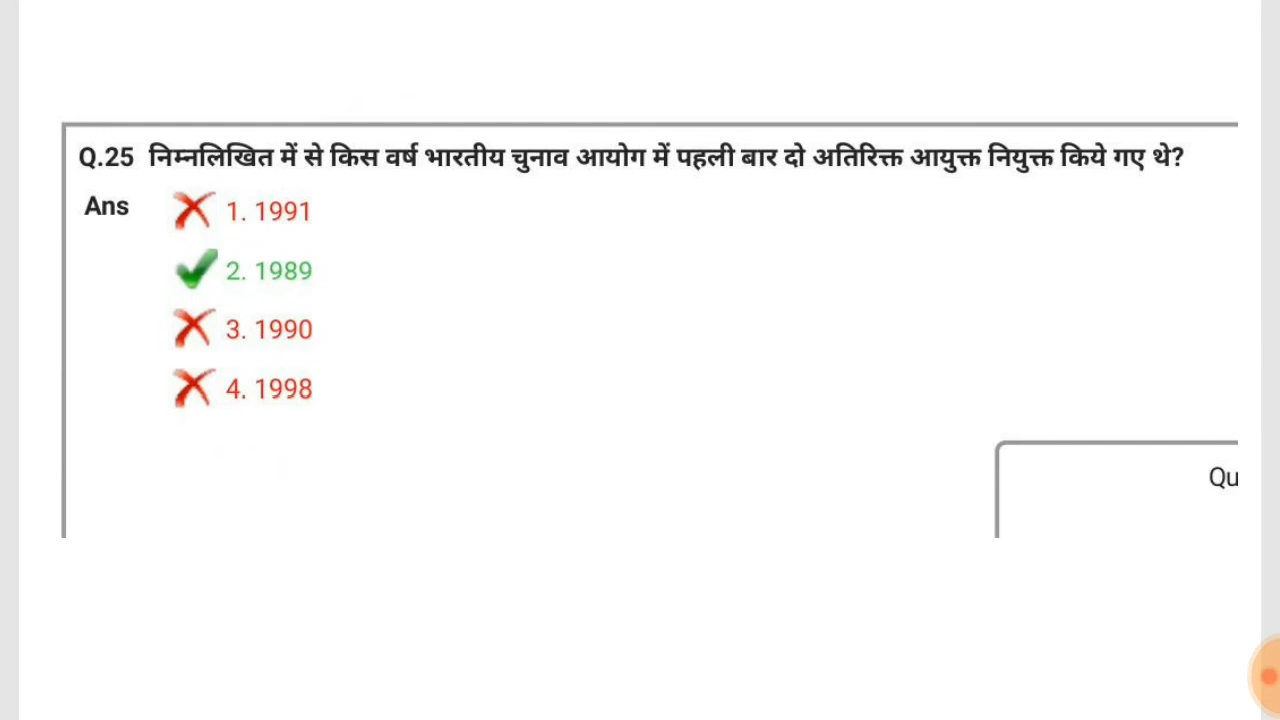 Q.25 निम्नलिखित में से किस वर्ष भारतीय चुनाव आयोग में पहली बार दो अतिरिक्त आयुक्त नियुक्त किये गए थे?
Ans 1. 1991
2. 1989
3. 1990
4. 1998
Qu